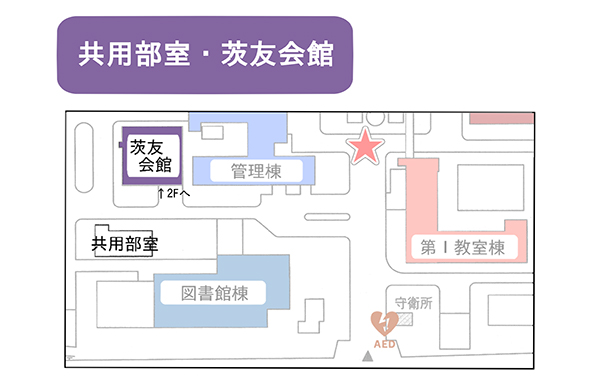 共用部室・茨友会館
茨友
会館
管理棟
↑2Fへ
共用部室
第Ⅰ教室棟
図書館棟
守衛所
AED